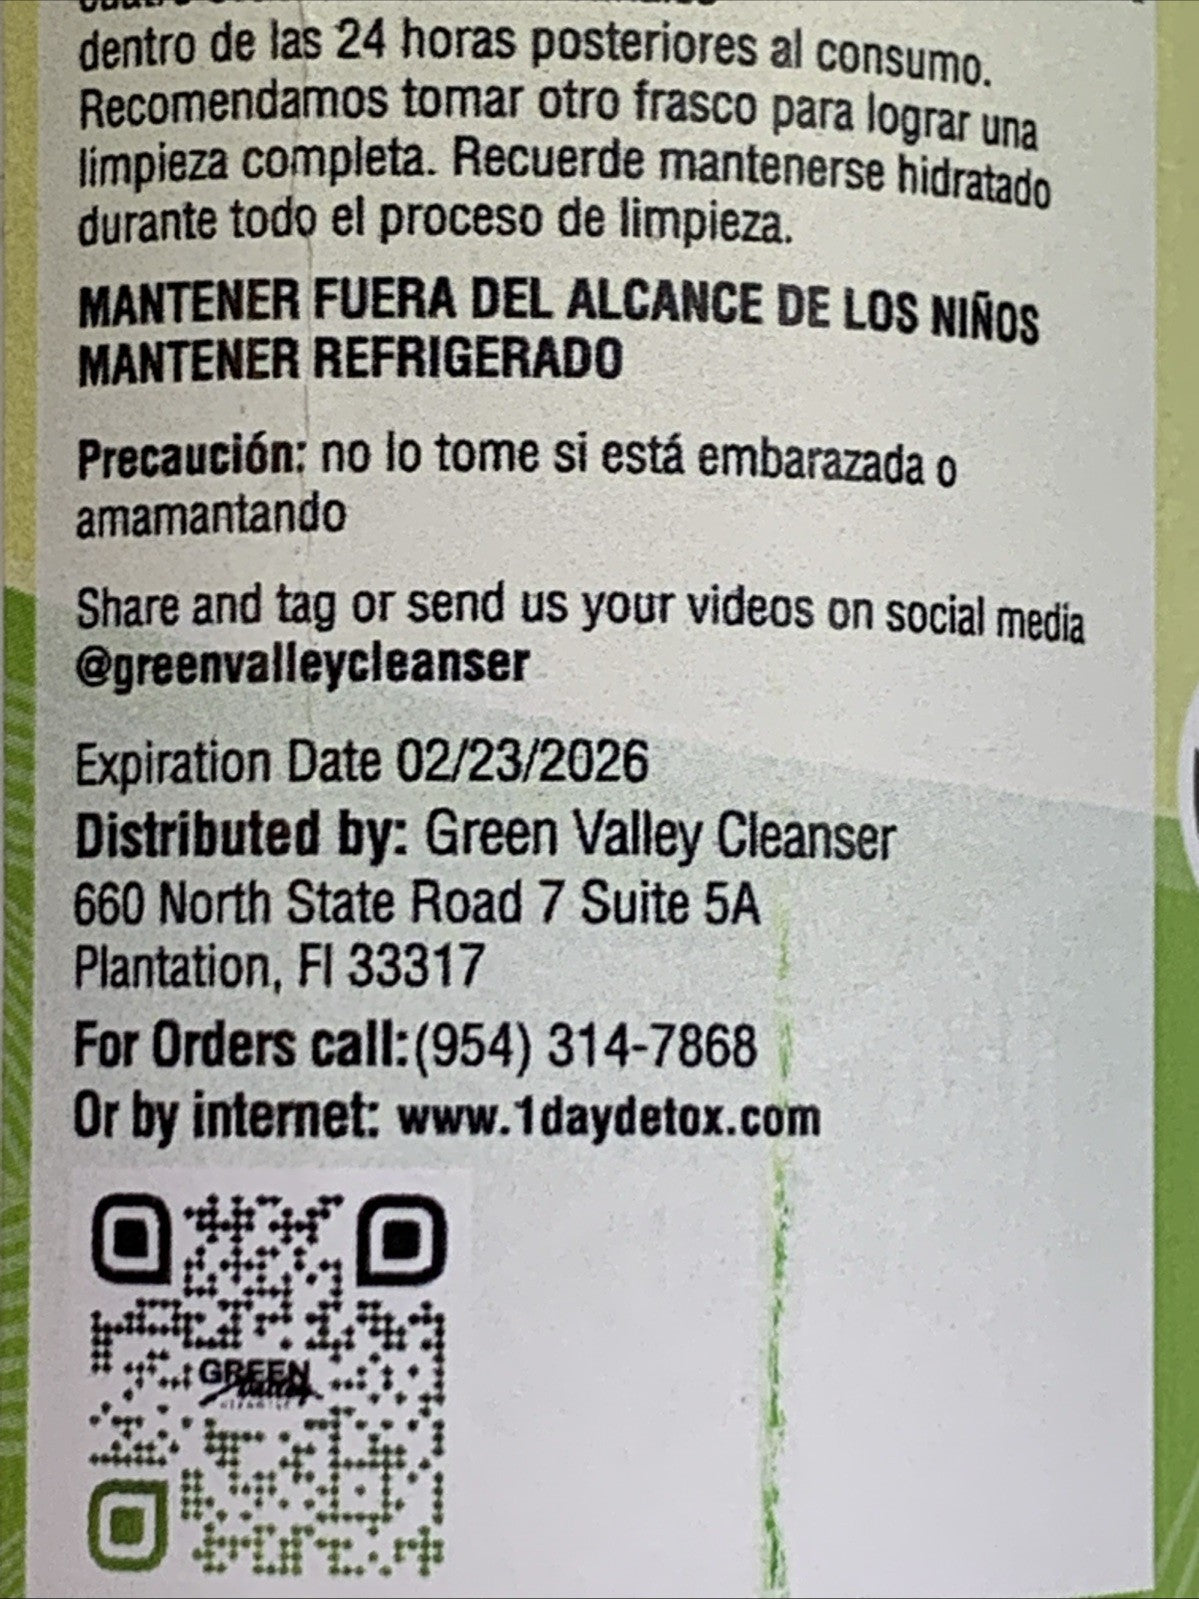 dentro de las 24 horas posteriores al consumo.
Recomendamos tomar otro frasco para lograr una
limpieza completa. Recuerde mantenerse hidratado
durante todo el proceso de limpieza.
MANTENER FUERA DEL ALCANCE DE LOS NIÑOS
MANTENER REFRIGERADO
Precaución: no lo tome si está embarazada o
amamantando
Share and tag or send us your videos on social media
@greenvalleycleanser
Expiration Date 02/23/2026
Distributed by: Green Valley Cleanser
660 North State Road 7 Suite 5A
Plantation, Fl 33317
For Orders call:(954) 314-7868
Or by internet: www.1daydetox.com
GREEN